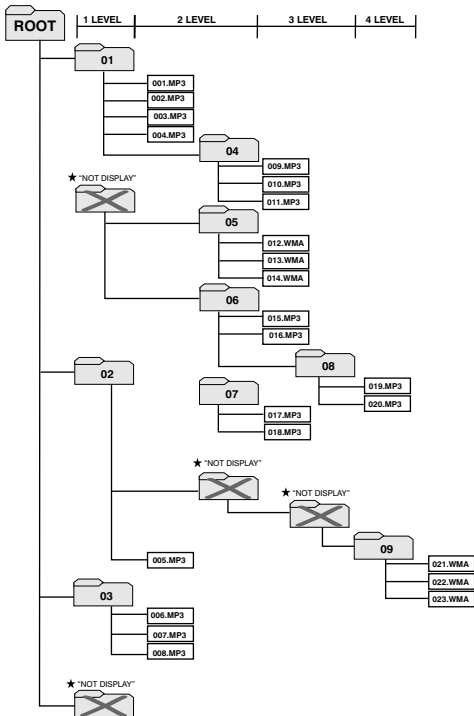 ROOT
1 LEVEL
2 LEVEL
3 LEVEL
4 LEVEL
01
001.MP3
002.MP3
003.MP3
004.MP3
04
009.MP3
010.MP3
011.MP3
★ "NOT DISPLAY"
05
012.WMA
013.WMA
014.WMA
06
015.MP3
016.MP3
08
019.MP3
020.MP3
02
07
017.MP3
018.MP3
★ "NOT DISPLAY"
★ "NOT DISPLAY"
09
021.WMA
022.WMA
023.WMA
005.MP3
03
006.MP3
007.MP3
008.MP3
★ "NOT DISPLAY"